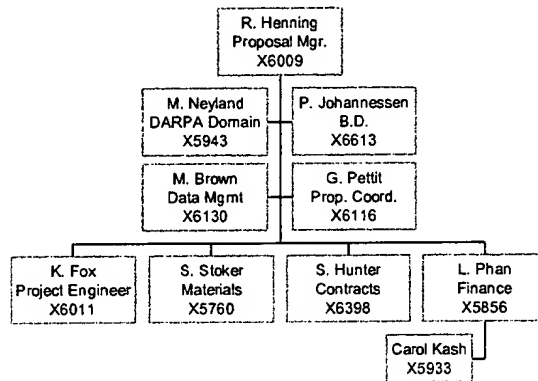 R. Henning
Proposal Mgr.
X6009
M. Neyland
DARPA Domain
X5943
P. Johannessen
B.D.
X6613
M. Brown
Data Mgmt
X6130
G. Pettit
Prop. Coord.
X6116
K. Fox
Project Engineer
X6011
S. Stoker
Materials
X5760
S. Hunter
Contracts
X6398
L. Phan
Finance
X5856
Carol Kash
X5933